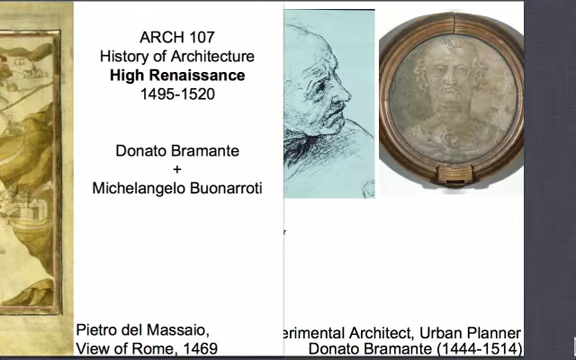 ARCH 107
History of Architecture
High Renaissance
1495-1520
Donato Bramante
+
Michelangelo Buonarroti
Pietro del Massaio,
View of Rome, 1469
erimental Architect, Urban Planner
Donato Bramante (1444-1514)